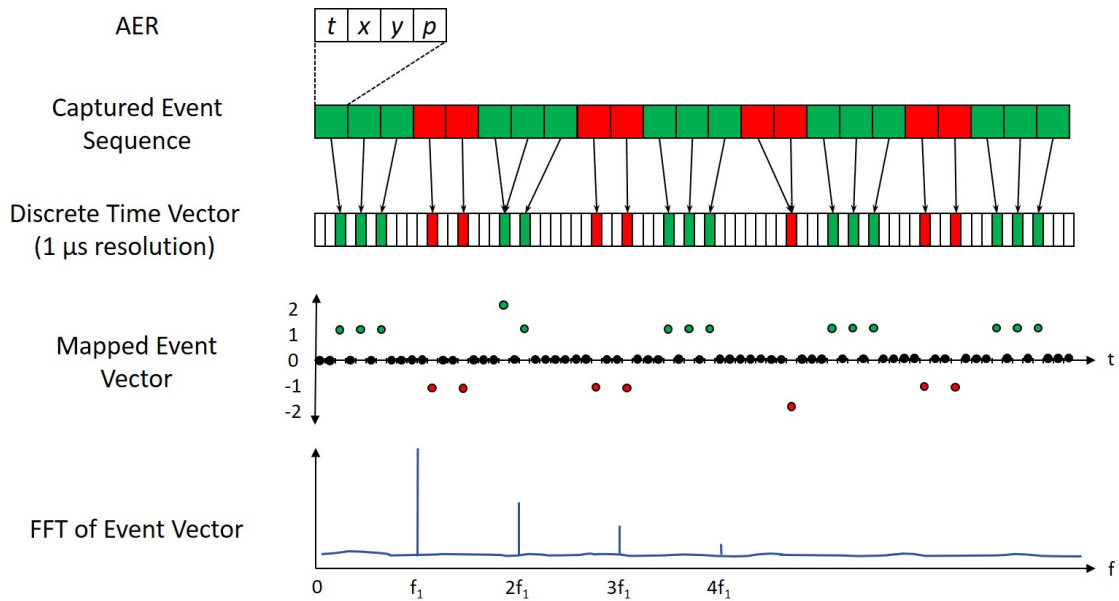 AER
t x y p
Captured Event
Sequence
Discrete Time Vector
(1 µs resolution)
Mapped Event
Vector
2
1
0
-1
-2
t
FFT of Event Vector
0 f₁ 2f₁ 3f₁ 4f₁ f